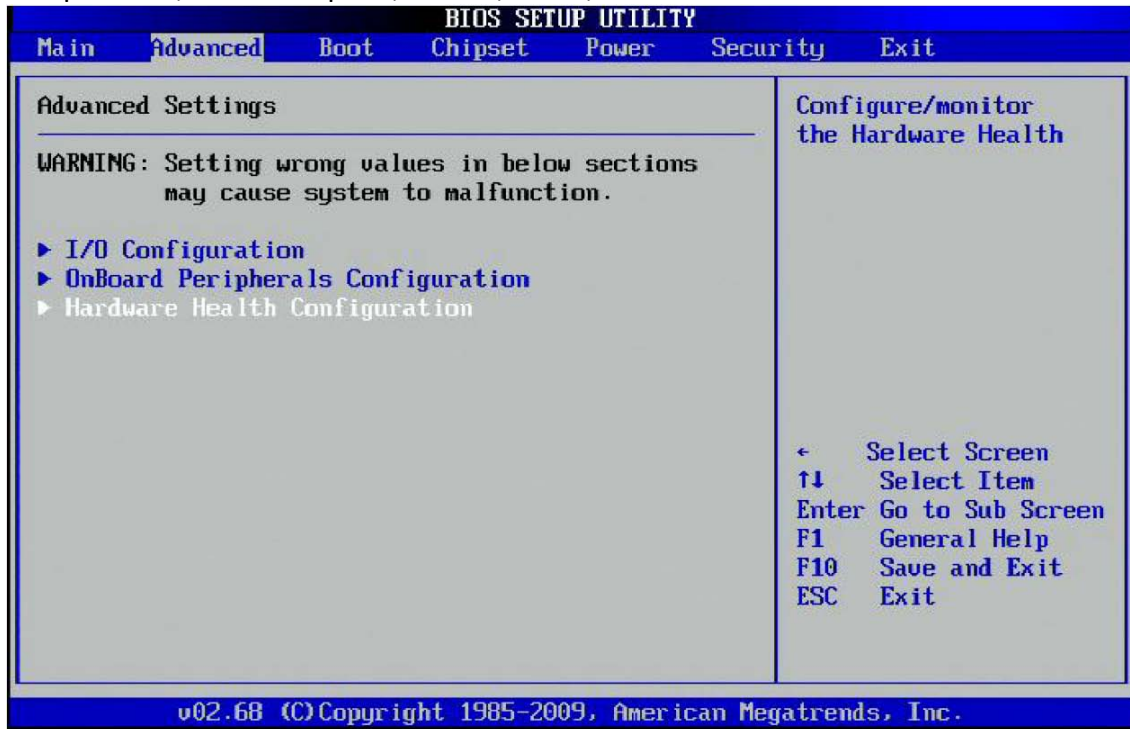 BIOS SETUP UTILITY
Main Advanced Boot Chipset Power Security Exit
Advanced Settings
WARNING: Setting wrong values in below sections
may cause system to malfunction.
► I/O Configuration
► OnBoard Peripherals Configuration
► Hardware Health Configuration
Configure/monitor
the Hardware Health
← Select Screen
↑↓ Select Item
Enter Go to Sub Screen
F1 General Help
F10 Save and Exit
ESC Exit
v02.68 (C)Copyright 1985-2009, American Megatrends, Inc.